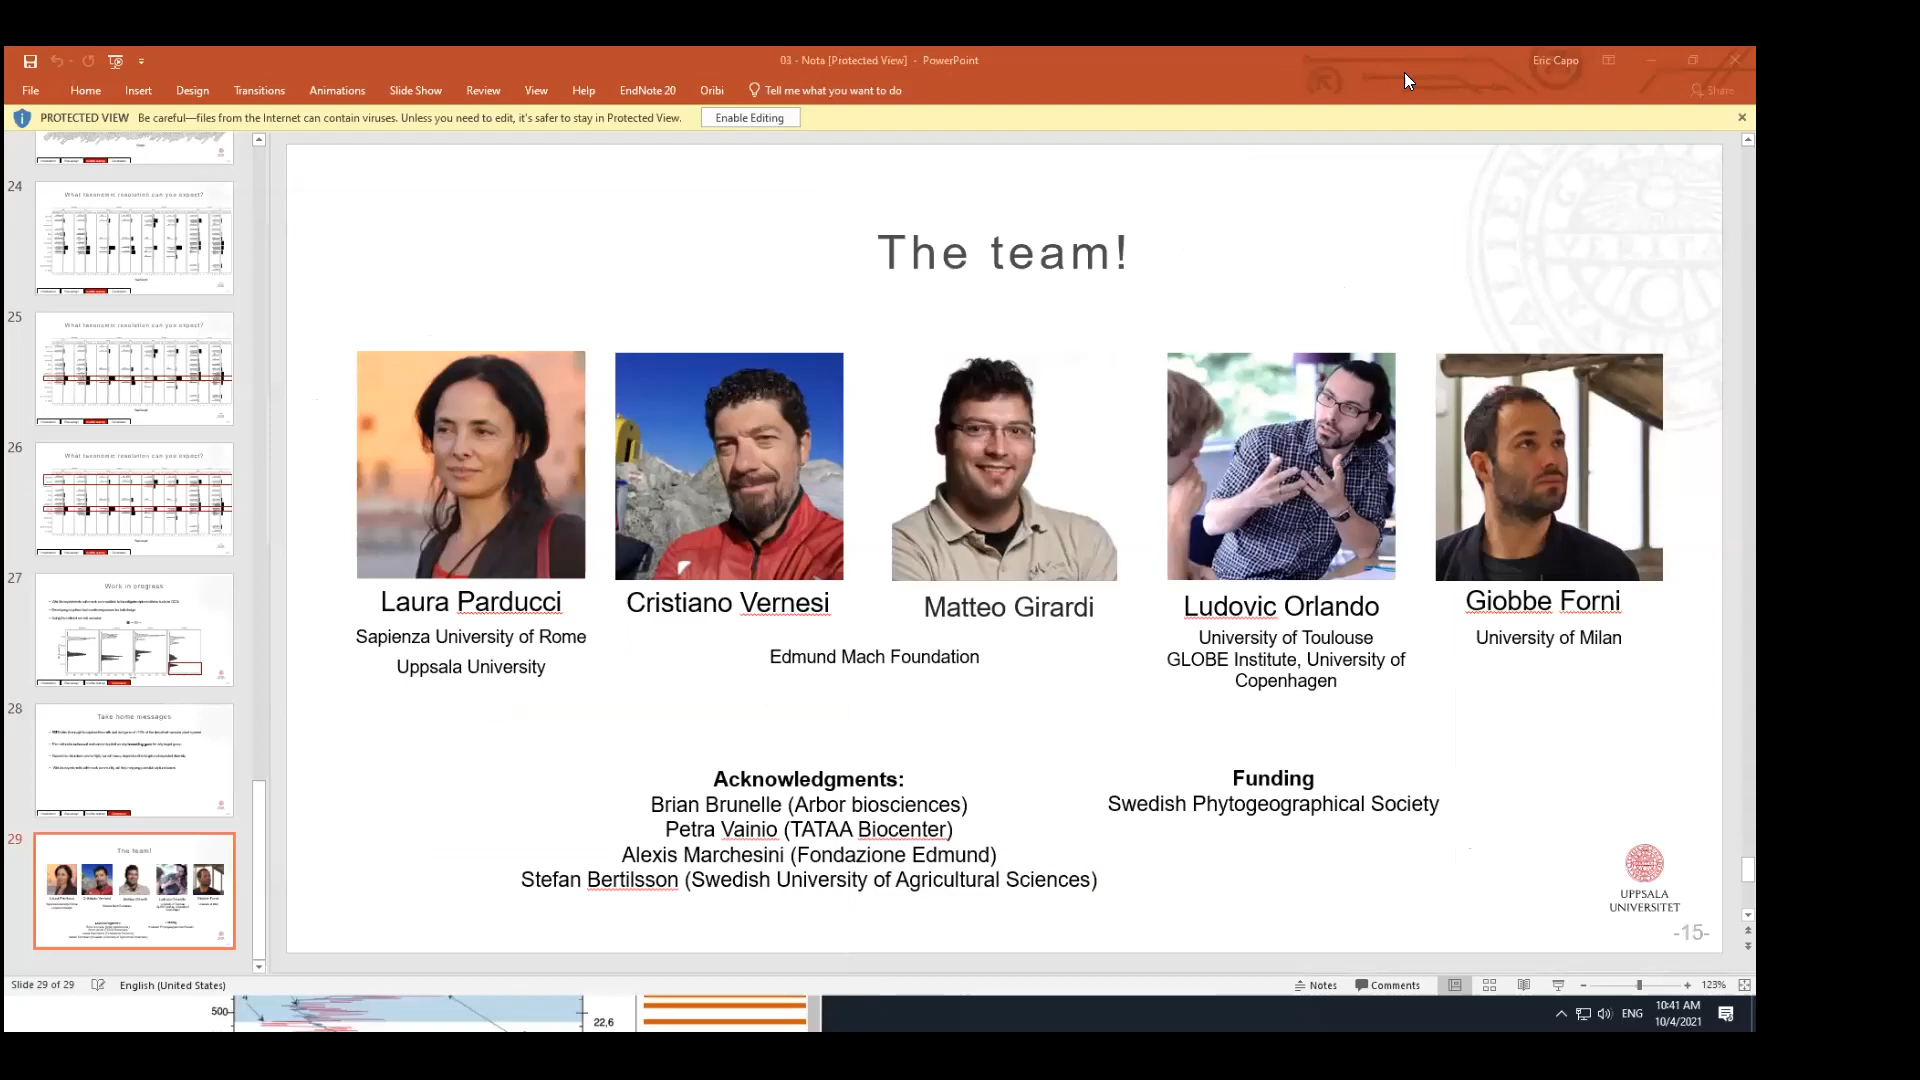 03 - Nota [Protected View] - PowerPoint
Eric Capo
File Home Insert Design Transitions Animations Slide Show Review View Help EndNote 20 Oribi Tell me what you want to do
Share
PROTECTED VIEW Be careful—files from the Internet can contain viruses. Unless you need to edit, it's safer to stay in Protected View. Enable Editing
24
What taxonomic resolution can you expect?
25
What taxonomic resolution can you expect?
26
What taxonomic resolution can you expect?
27
Work in progress
28
Take home messages
29
The team!
The team!
Laura Parducci
Sapienza University of Rome
Uppsala University
Cristiano Vernesi
Matteo Girardi
Edmund Mach Foundation
Ludovic Orlando
University of Toulouse
GLOBE Institute, University of
Copenhagen
Giobbe Forni
University of Milan
Acknowledgments:
Brian Brunelle (Arbor biosciences)
Petra Vainio (TATAA Biocenter)
Alexis Marchesini (Fondazione Edmund)
Stefan Bertilsson (Swedish University of Agricultural Sciences)
Funding
Swedish Phytogeographical Society
UPPSALA
UNIVERSITET
-15-
Slide 29 of 29 English (United States)
Notes Comments 123%
500
22,6
ENG
10:41 AM
10/4/2021